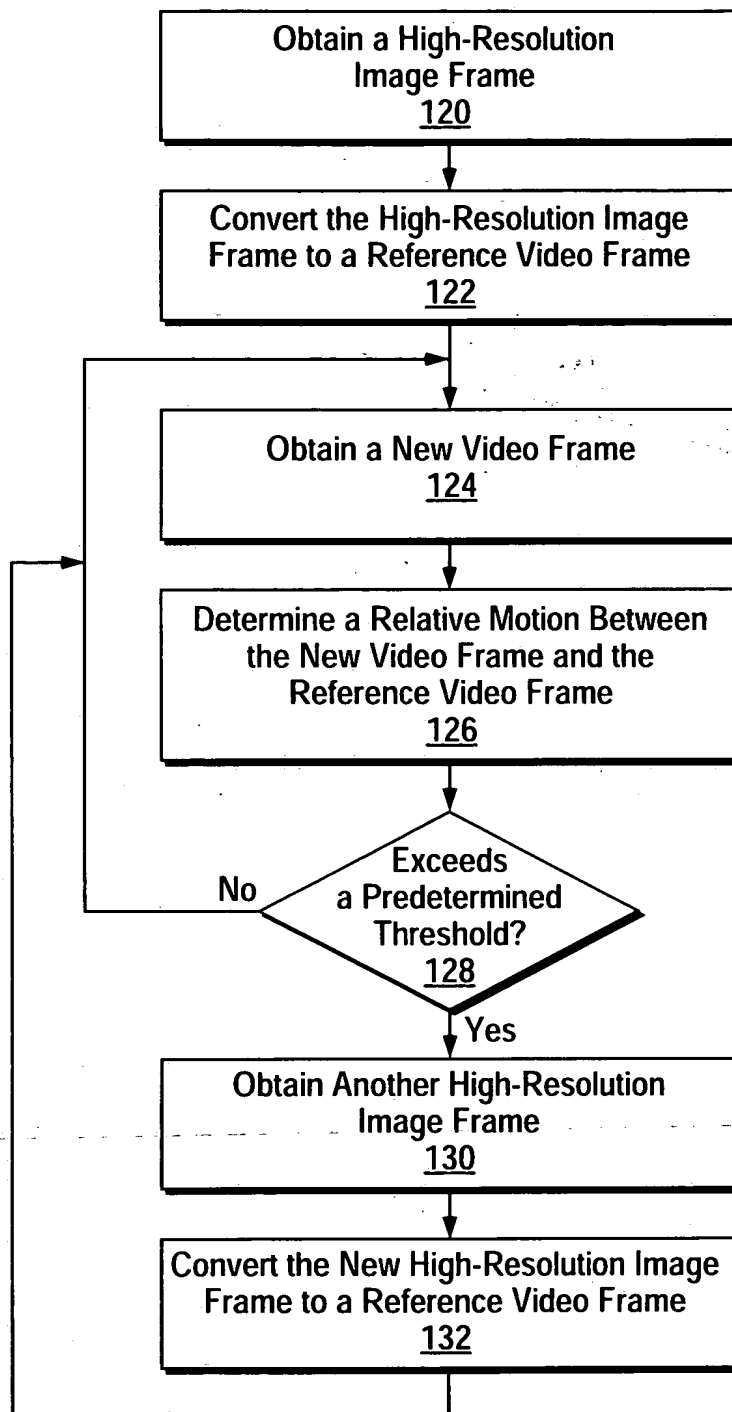 Obtain a High-Resolution
Image Frame
120
Convert the High-Resolution Image
Frame to a Reference Video Frame
122
Obtain a New Video Frame
124
Determine a Relative Motion Between
the New Video Frame and the
Reference Video Frame
126
Exceeds
a Predetermined
Threshold?
128
No
Yes
Obtain Another High-Resolution
Image Frame
130
Convert the New High-Resolution Image
Frame to a Reference Video Frame
132